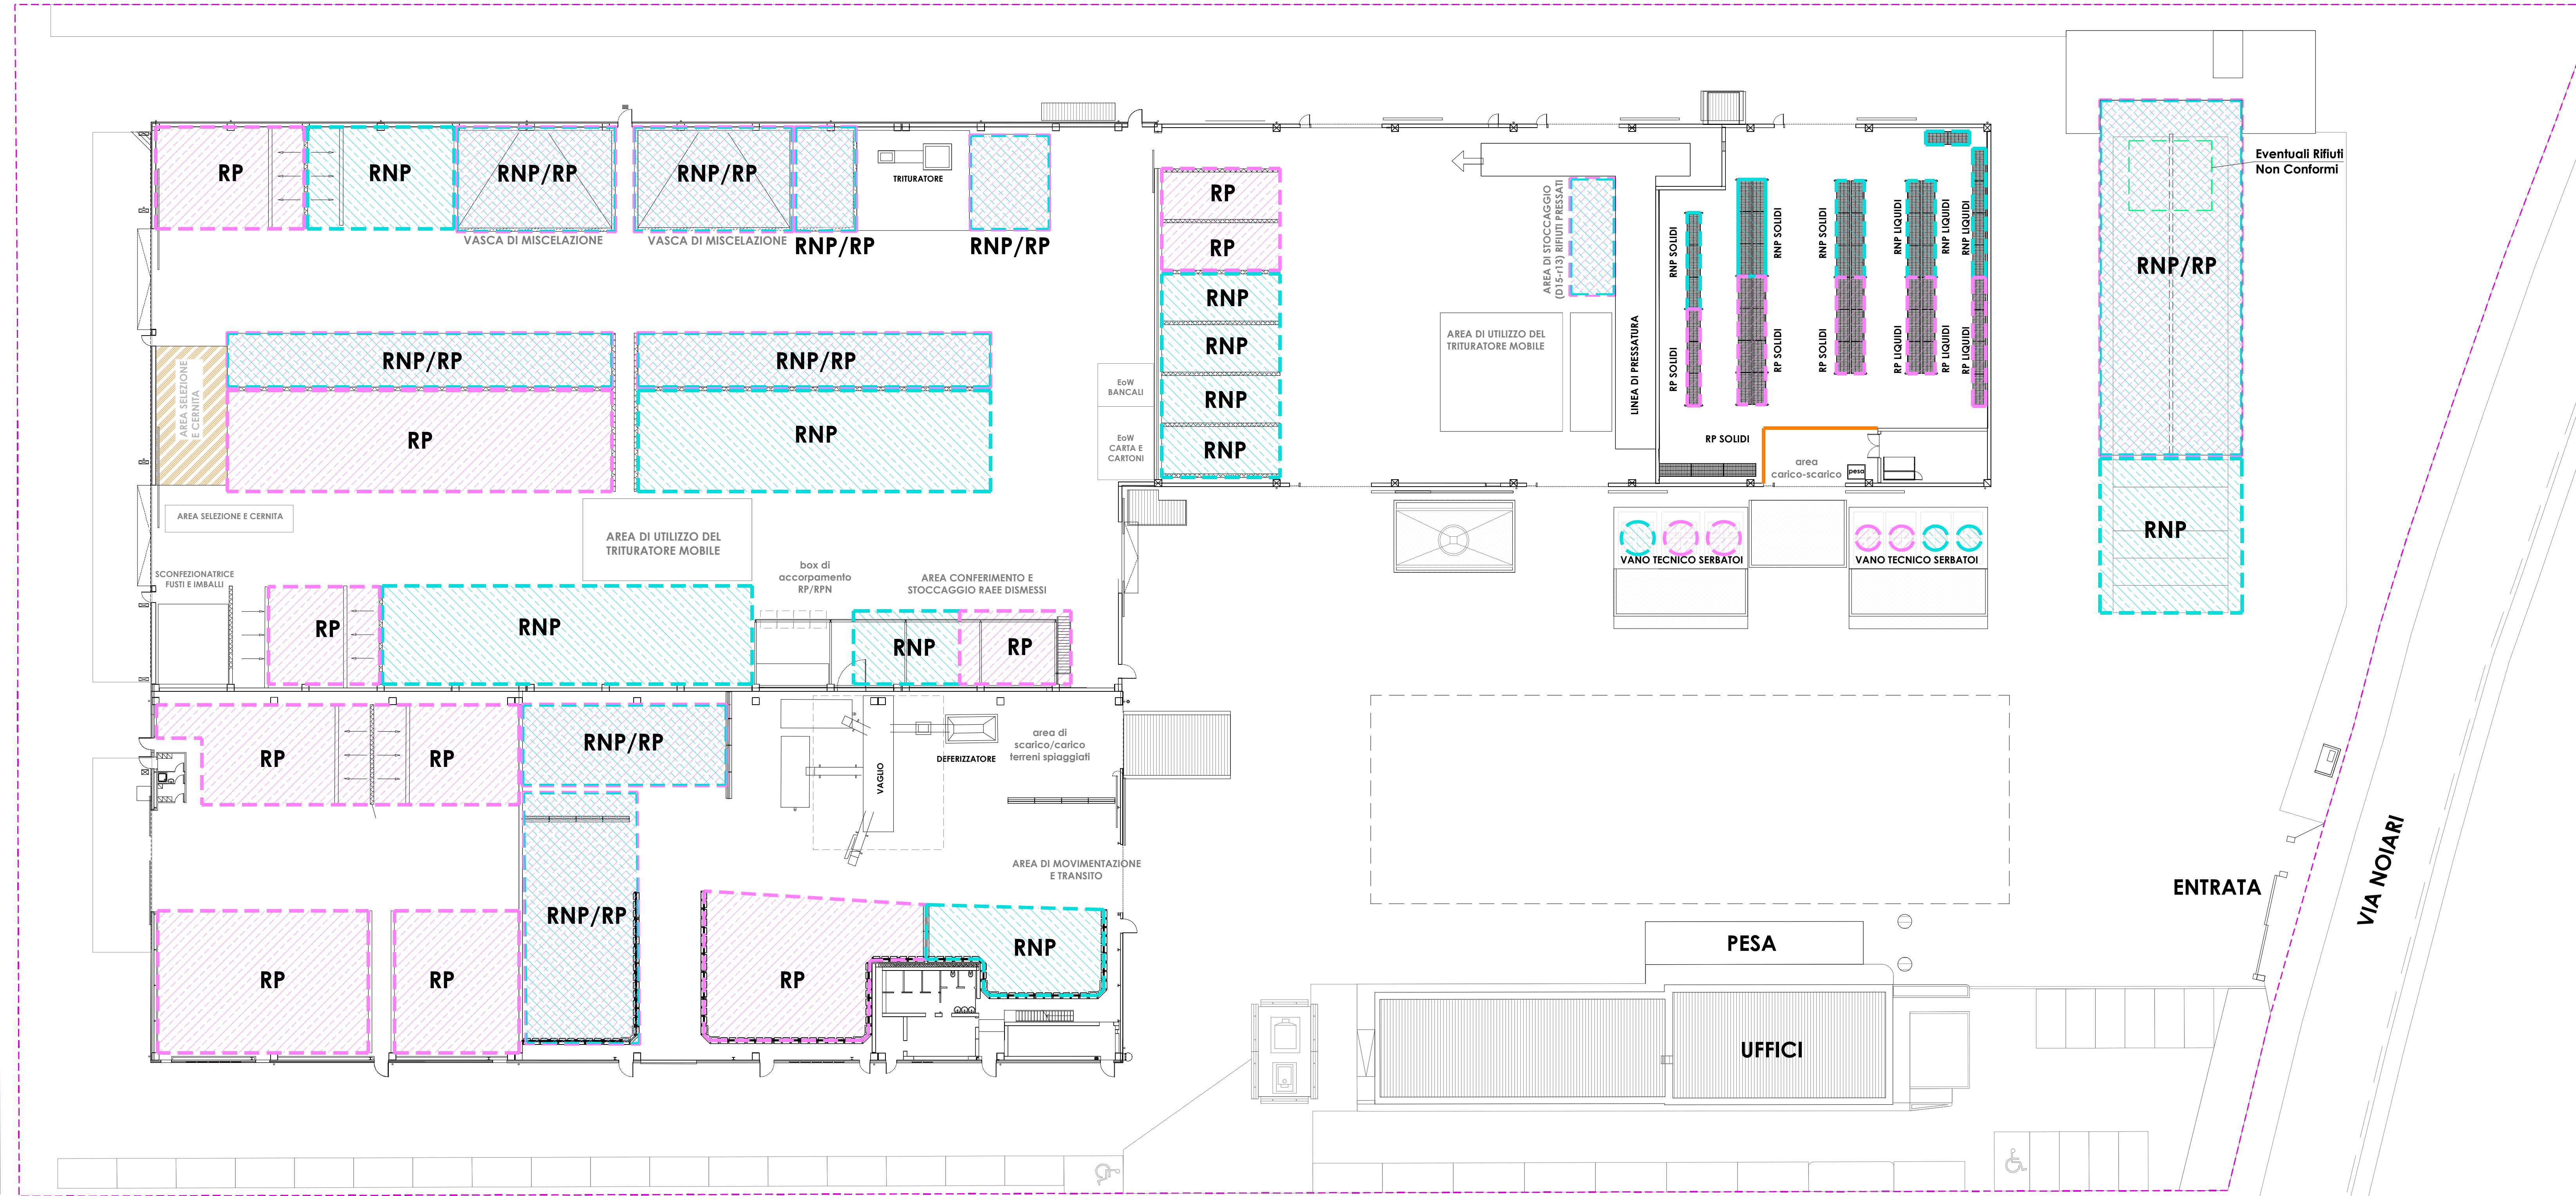 RP
RNP
RNP/RP
RNP/RP
VASCA DI MISCELAZIONE
VASCA DI MISCELAZIONE
RNP/RP
TRITURATORE
RNP/RP
RNP/RP
RNP/RP
RP
RNP
AREA SELEZIONE
E CERNITA
AREA SELEZIONE E CERNITA
AREA DI UTILIZZO DEL
TRITURATORE MOBILE
SCONFEZIONATRICE
FUSTI E IMBALLI
RP
RNP
box di
accorpamento
RP/RPN
AREA CONFERIMENTO E
STOCCAGGIO RAEE DISMESSI
RNP
RP
EoW
BANCALI
EoW
CARTA E
CARTONI
RP
RP
RNP
RNP
RNP
RNP
AREA DI STOCCAGGIO
(D15-r13) RIFIUTI PRESSATI
AREA DI UTILIZZO DEL
TRITURATORE MOBILE
LINEA DI PRESSATURA
RNP SOLIDI
RNP SOLIDI
RNP SOLIDI
RNP LIQUIDI
RNP LIQUIDI
RNP LIQUIDI
RP SOLIDI
RP SOLIDI
RP SOLIDI
RP LIQUIDI
RP LIQUIDI
RP LIQUIDI
RP SOLIDI
area
carico-scarico
pesa
VANO TECNICO SERBATOI
VANO TECNICO SERBATOI
Eventuali Rifiuti
Non Conformi
RNP/RP
RNP
RP
RP
RNP/RP
RNP/RP
RP
RP
VAGLIO
DEFERIZZATORE
area di
scarico/carico
terreni spiaggiati
AREA DI MOVIMENTAZIONE
E TRANSITO
RP
RNP
PESA
UFFICI
ENTRATA
VIA NOIARI